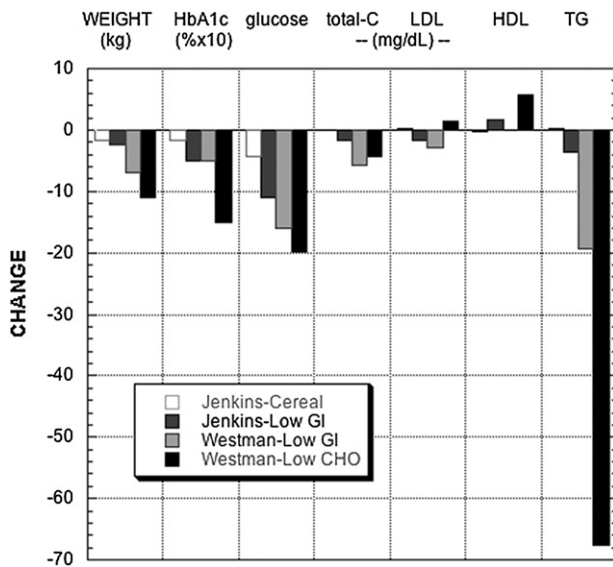 WEIGHT HbA1c glucose total-C LDL HDL TG
(kg) (%x10) -- (mg/dL) --
10
0
-10
-20
-30
-40
-50
-60
-70
CHANGE
Jenkins-Cereal
Jenkins-Low GI
Westman-Low GI
Westman-Low CHO